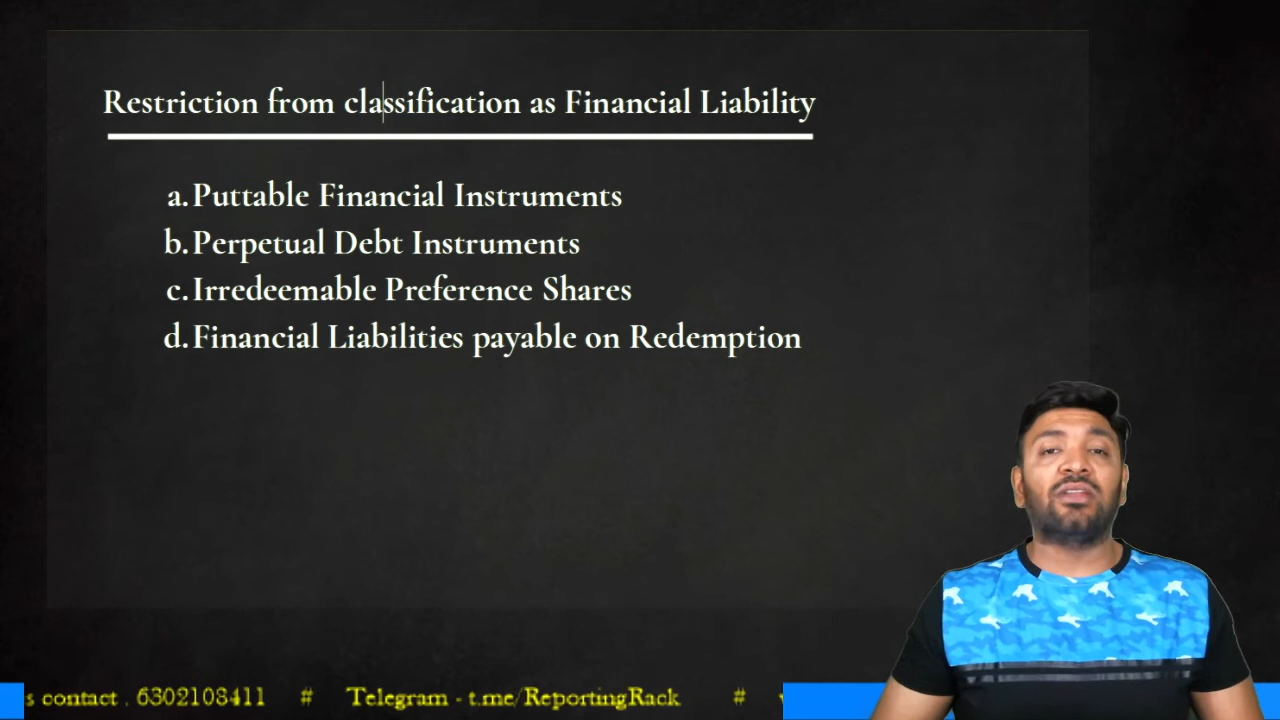 Restriction from classification as Financial Liability
a. Puttable Financial Instruments
b. Perpetual Debt Instruments
c. Irredeemable Preference Shares
d. Financial Liabilities payable on Redemption
s contact . 6302108411 # Telegram - t.me/ReportingRack #